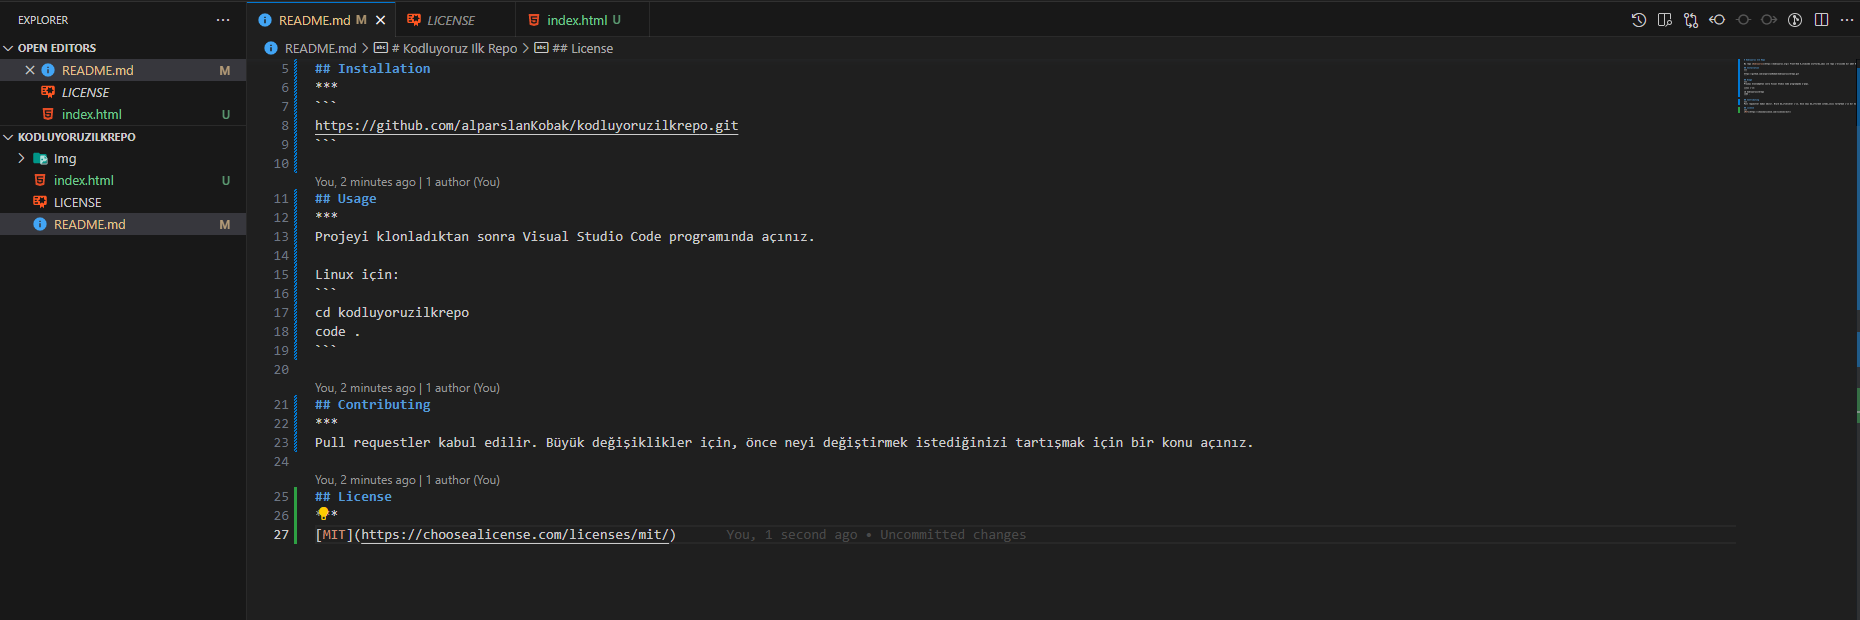 EXPLORER
OPEN EDITORS
README.md M
LICENSE
index.html U
KODLUYORUZILKREPO
Img
index.html U
LICENSE
README.md M
README.md M LICENSE index.html U
README.md > # Kodluyoruz Ilk Repo > ## License
5 ## Installation
6 ***
7 ```
8 https://github.com/alparslanKobak/kodluyoruzilkrepo.git
9 ```
10
You, 2 minutes ago | 1 author (You)
11 ## Usage
12 ***
13 Projeyi klonladıktan sonra Visual Studio Code programında açınız.
14
15 Linux için:
16 ```
17 cd kodluyoruzilkrepo
18 code .
19 ```
20
You, 2 minutes ago | 1 author (You)
21 ## Contributing
22 ***
23 Pull requestler kabul edilir. Büyük değişiklikler için, önce neyi değiştirmek istediğinizi tartışmak için bir konu açınız.
24
You, 2 minutes ago | 1 author (You)
25 ## License
26 ***
27 [MIT](https://choosealicense.com/licenses/mit/) You, 1 second ago • Uncommitted changes